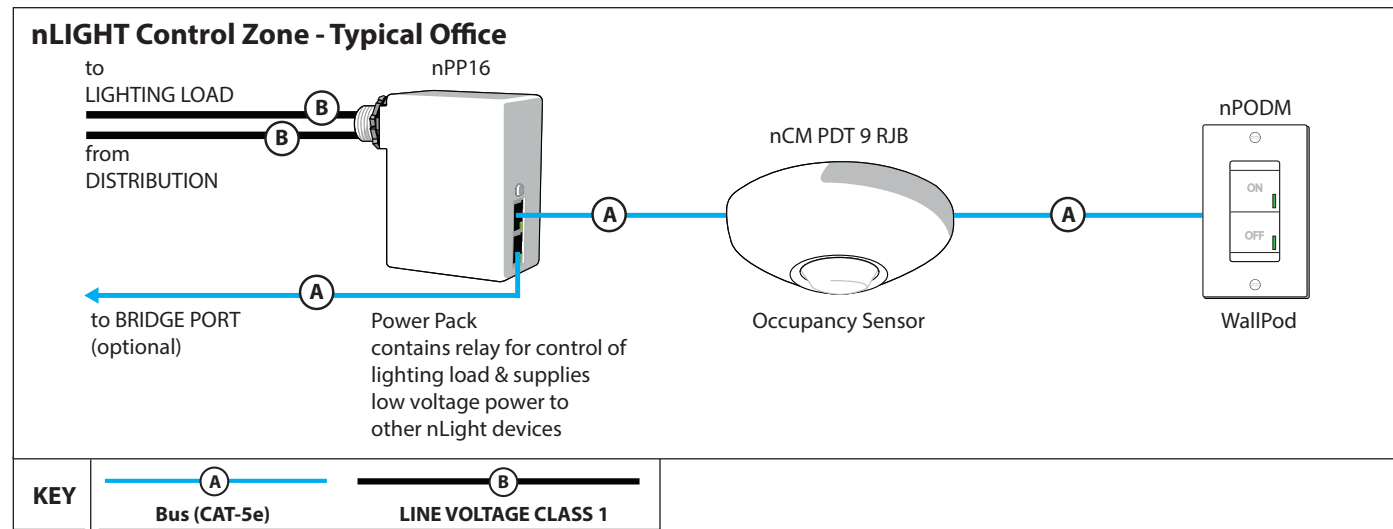 nLIGHT Control Zone - Typical Office
to
LIGHTING LOAD
B
B
from
DISTRIBUTION
nPP16
nCM PDT 9 RJB
nPODM
ON
OFF
A
A
A
to BRIDGE PORT
(optional)
Power Pack
contains relay for control of
lighting load & supplies
low voltage power to
other nLight devices
Occupancy Sensor
WallPod
KEY
A
Bus (CAT-5e)
B
LINE VOLTAGE CLASS 1